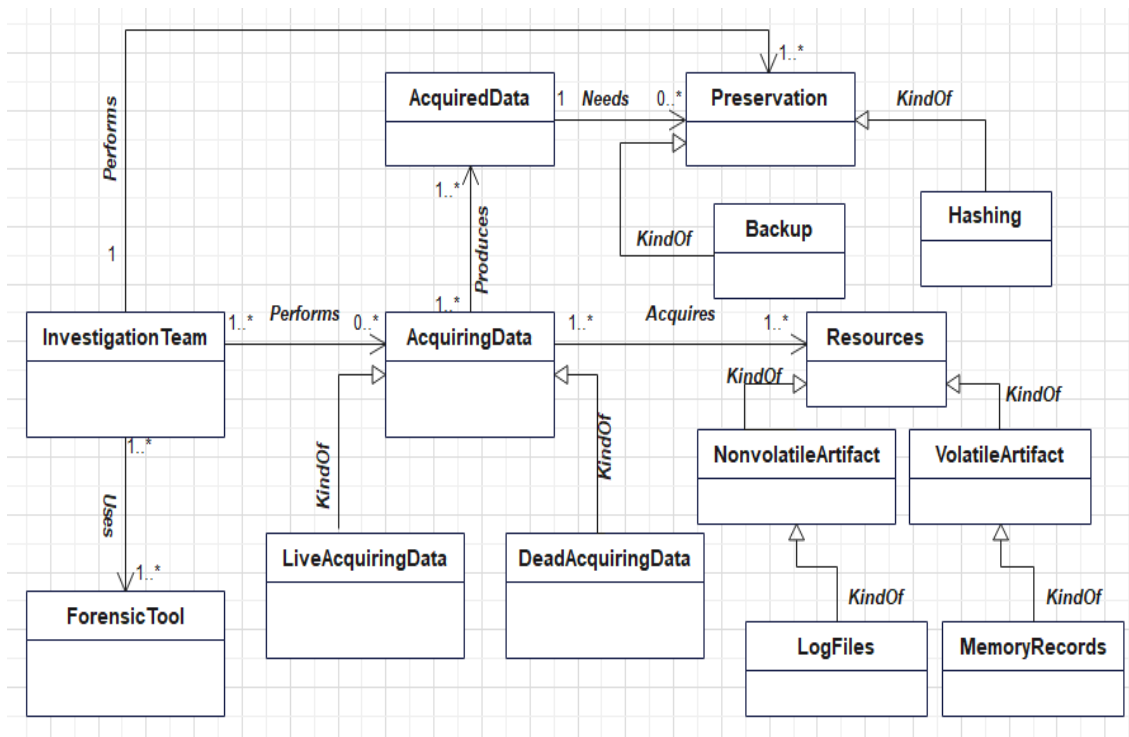 1..*
AcquiredData
1
Needs
0..*
Preservation
KindOf
Performs
1..*
Produces
Hashing
Backup
KindOf
1
1..*
InvestigationTeam
1..*
Performs
0..*
AcquiringData
1..*
Acquires
1..*
Resources
KindOf
KindOf
1..*
KindOf
KindOf
NonvolatileArtifact
VolatileArtifact
Uses
LiveAcquiringData
DeadAcquiringData
1..*
ForensicTool
KindOf
KindOf
LogFiles
MemoryRecords